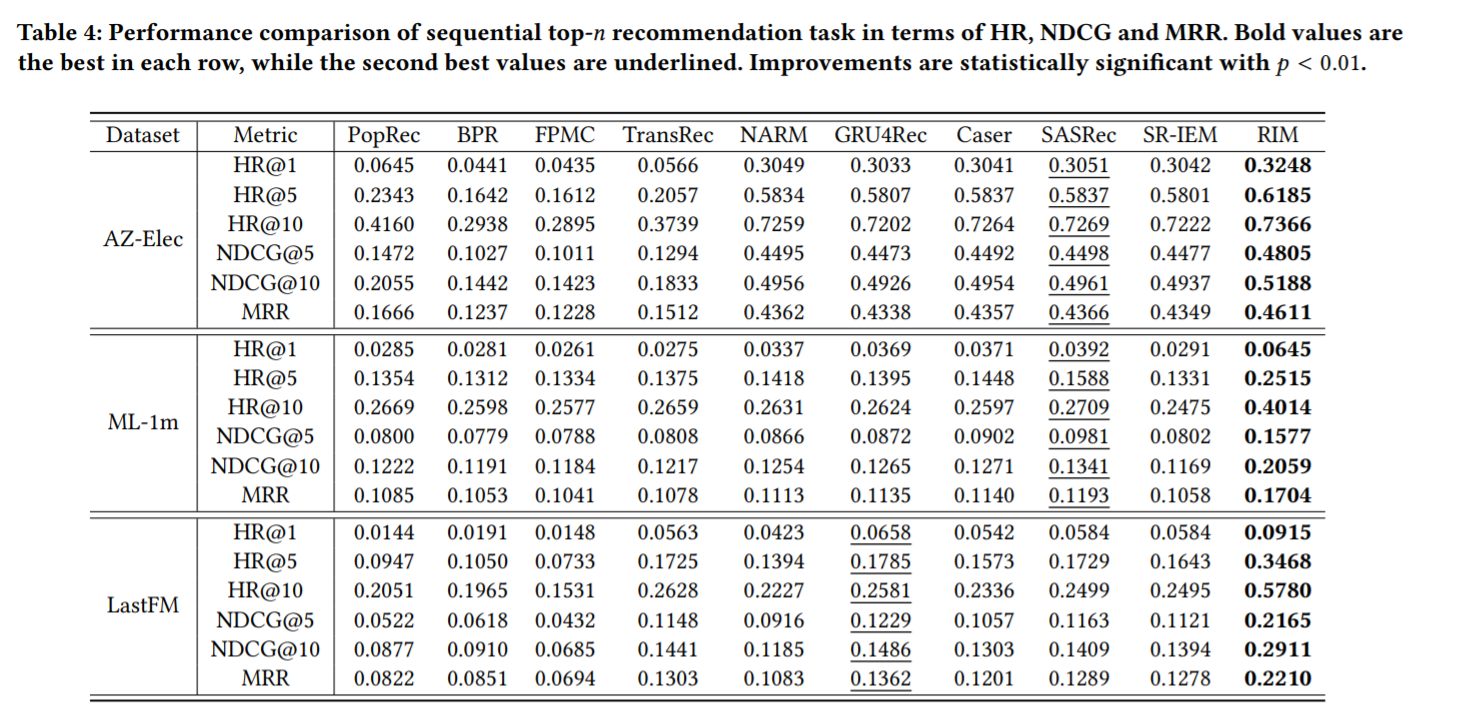 Table 4: Performance comparison of sequential top-n recommendation task in terms of HR, NDCG and MRR. Bold values are
the best in each row, while the second best values are underlined. Improvements are statistically significant with p < 0.01.
Dataset Metric PopRec BPR FPMC TransRec NARM GRU4Rec Caser SASRec SR-IEM RIM
HR@1 0.0645 0.0441 0.0435 0.0566 0.3049 0.3033 0.3041 0.3051 0.3042 0.3248
HR@5 0.2343 0.1642 0.1612 0.2057 0.5834 0.5807 0.5837 0.5837 0.5801 0.6185
HR@10 0.4160 0.2938 0.2895 0.3739 0.7259 0.7202 0.7264 0.7269 0.7222 0.7366
AZ-Elec
NDCG@5 0.1472 0.1027 0.1011 0.1294 0.4495 0.4473 0.4492 0.4498 0.4477 0.4805
NDCG@10 0.2055 0.1442 0.1423 0.1833 0.4956 0.4926 0.4954 0.4961 0.4937 0.5188
MRR 0.1666 0.1237 0.1228 0.1512 0.4362 0.4338 0.4357 0.4366 0.4349 0.4611
HR@1 0.0285 0.0281 0.0261 0.0275 0.0337 0.0369 0.0371 0.0392 0.0291 0.0645
HR@5 0.1354 0.1312 0.1334 0.1375 0.1418 0.1395 0.1448 0.1588 0.1331 0.2515
HR@10 0.2669 0.2598 0.2577 0.2659 0.2631 0.2624 0.2597 0.2709 0.2475 0.4014
ML-1m
NDCG@5 0.0800 0.0779 0.0788 0.0808 0.0866 0.0872 0.0902 0.0981 0.0802 0.1577
NDCG@10 0.1222 0.1191 0.1184 0.1217 0.1254 0.1265 0.1271 0.1341 0.1169 0.2059
MRR 0.1085 0.1053 0.1041 0.1078 0.1113 0.1135 0.1140 0.1193 0.1058 0.1704
HR@1 0.0144 0.0191 0.0148 0.0563 0.0423 0.0658 0.0542 0.0584 0.0584 0.0915
HR@5 0.0947 0.1050 0.0733 0.1725 0.1394 0.1785 0.1573 0.1729 0.1643 0.3468
HR@10 0.2051 0.1965 0.1531 0.2628 0.2227 0.2581 0.2336 0.2499 0.2495 0.5780
LastFM
NDCG@5 0.0522 0.0618 0.0432 0.1148 0.0916 0.1229 0.1057 0.1163 0.1121 0.2165
NDCG@10 0.0877 0.0910 0.0685 0.1441 0.1185 0.1486 0.1303 0.1409 0.1394 0.2911
MRR 0.0822 0.0851 0.0694 0.1303 0.1083 0.1362 0.1201 0.1289 0.1278 0.2210